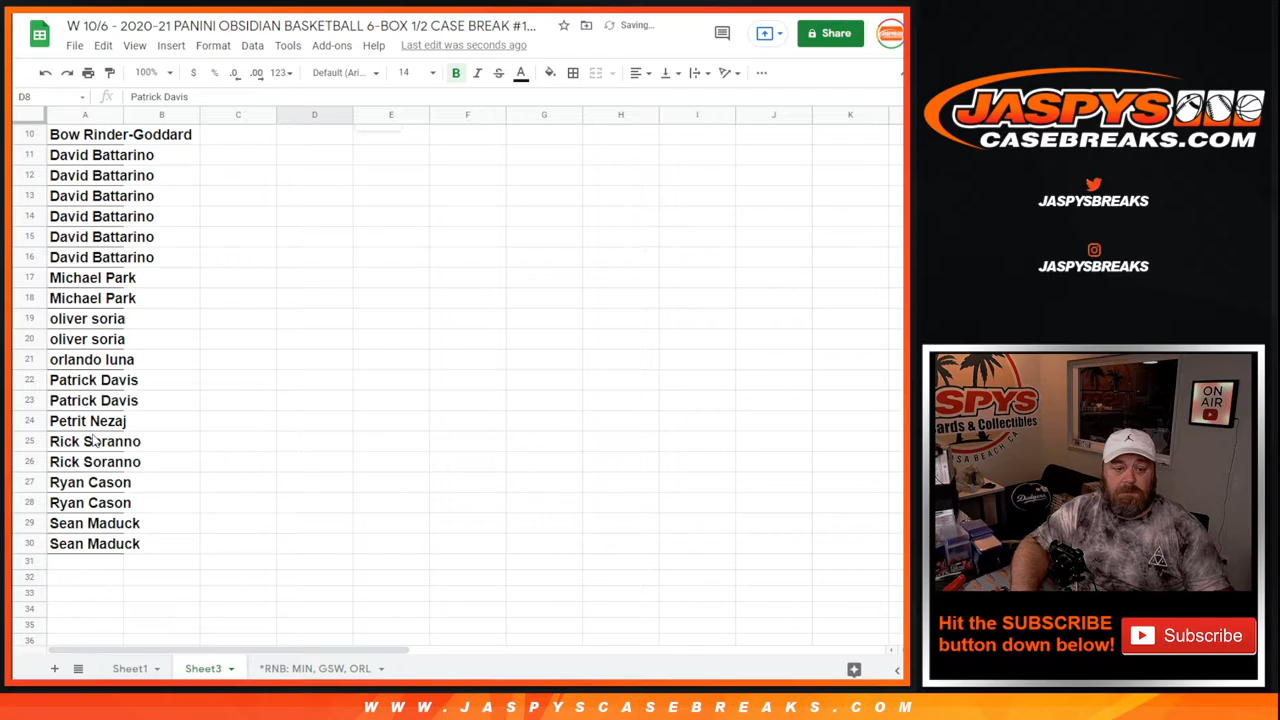 W 10/6 - 2020-21 PANINI OBSIDIAN BASKETBALL 6-BOX 1/2 CASE BREAK #1...
Saving...
Share
File Edit View Insert Format Data Tools Add-ons Help Last edit was seconds ago
100% $ % .0 .00 123 Default (Ari... 14 B I S A
D8 fx Patrick Davis
A B C D E F G H I J K
10 Bow Rinder-Goddard
11 David Battarino
12 David Battarino
13 David Battarino
14 David Battarino
15 David Battarino
16 David Battarino
17 Michael Park
18 Michael Park
19 oliver soria
20 oliver soria
21 orlando luna
22 Patrick Davis
23 Patrick Davis
24 Petrit Nezaj
25 Rick Soranno
26 Rick Soranno
27 Ryan Cason
28 Ryan Cason
29 Sean Maduck
30 Sean Maduck
31
32
33
34
35
36
Sheet1 Sheet3 *RNB: MIN, GSW, ORL
JASPYS
CASEBREAKS.COM
JASPYSBREAKS
JASPYSBREAKS
SPYS
ards & Collectibles
SA BEACH CA
ON
AIR
Dodgers
Hit the SUBSCRIBE
button down below!
Subscribe
WWW.JASPYSCASEBREAKS.COM